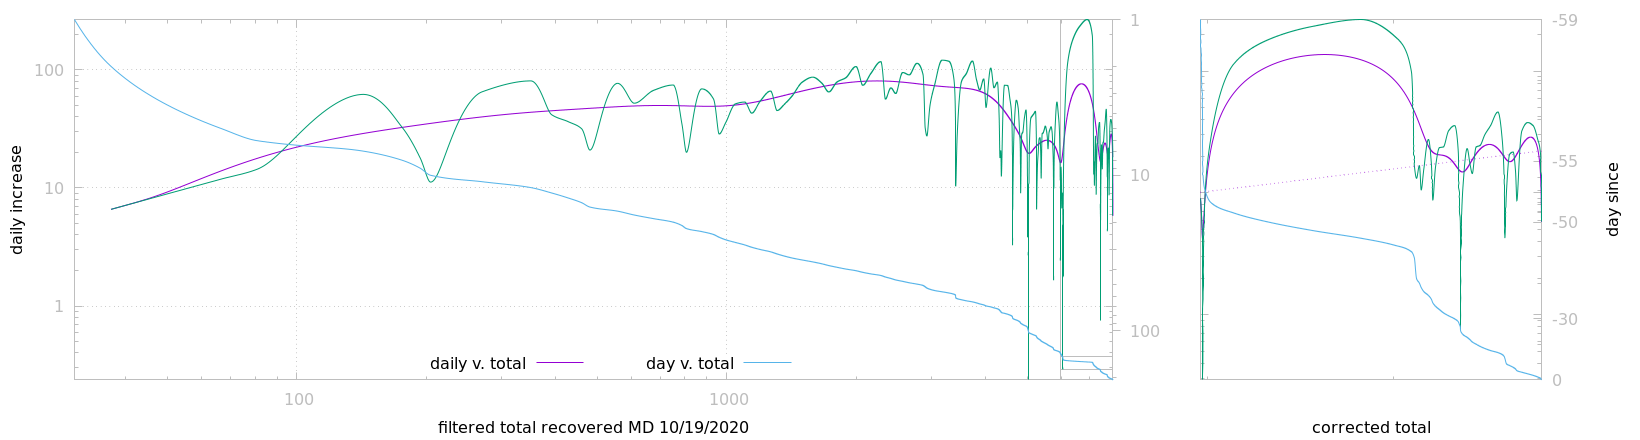 daily increase
100
10
1
100
1000
filtered total recovered MD 10/19/2020
daily v. total
day v. total
1
10
100
corrected total
-59
-55
-50
-30
0
day since